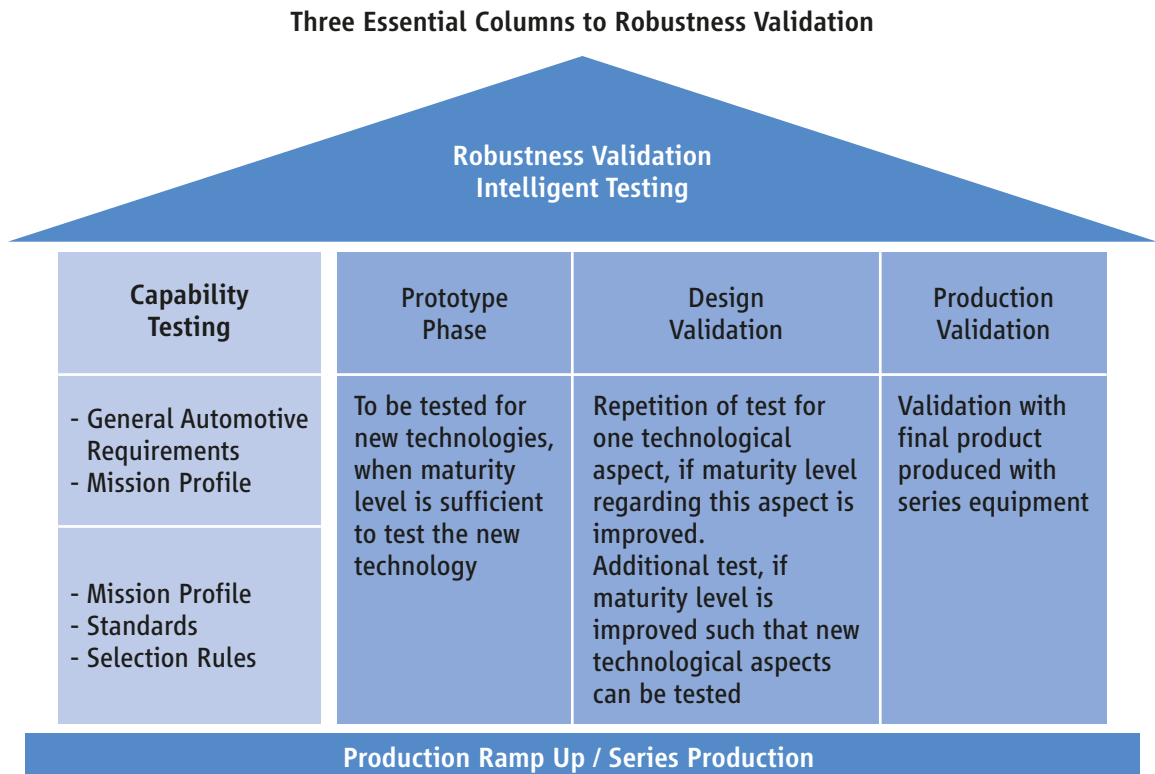 Three Essential Columns to Robustness Validation
Robustness Validation
Intelligent Testing
Capability
Testing
- General Automotive
Requirements
- Mission Profile
- Mission Profile
- Standards
- Selection Rules
Prototype
Phase
To be tested for
new technologies,
when maturity
level is sufficient
to test the new
technology
Design
Validation
Repetition of test for
one technological
aspect, if maturity level
regarding this aspect is
improved.
Additional test, if
maturity level is
improved such that new
technological aspects
can be tested
Production
Validation
Validation with
final product
produced with
series equipment
Production Ramp Up / Series Production